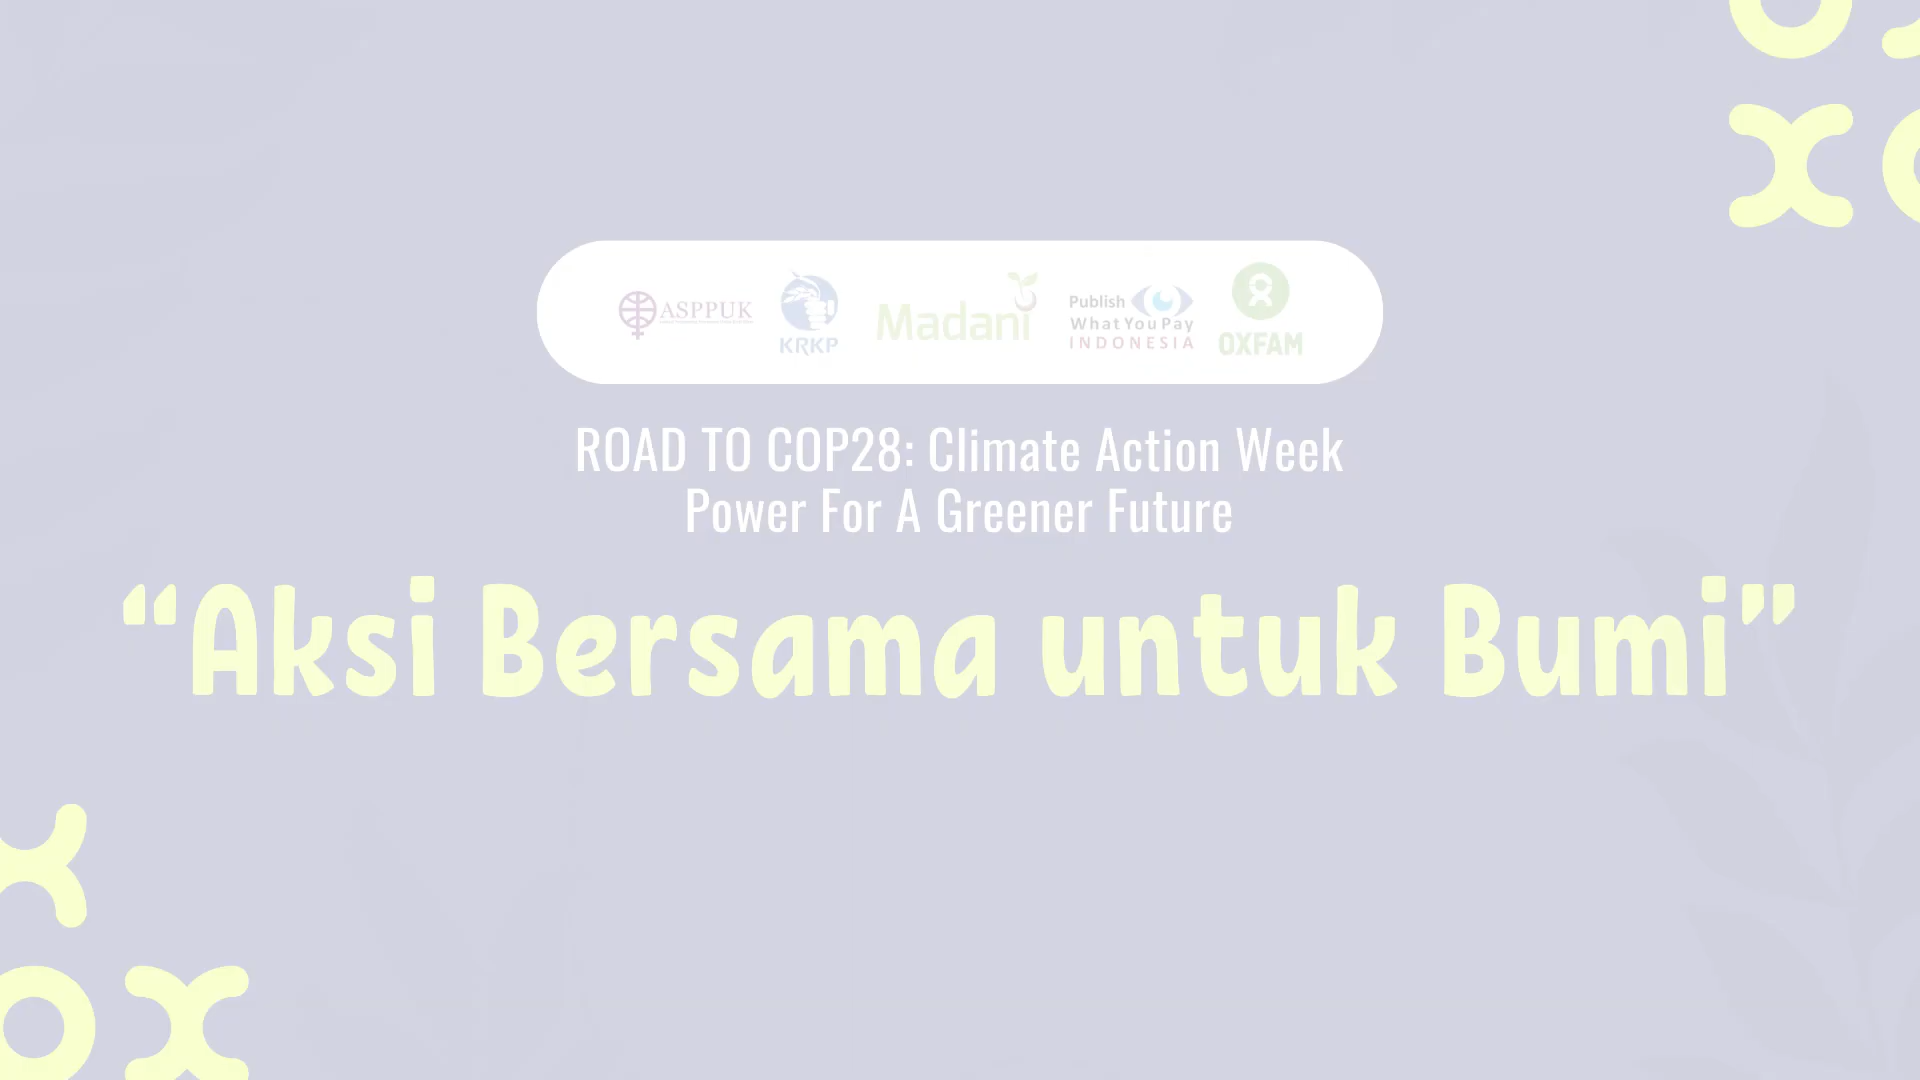 ASPPUK
KRKP
Madani
Publish
What You Pay
INDONESIA
OXFAM
ROAD TO COP28: Climate Action Week
Power For A Greener Future
“Aksi Bersama untuk Bumi”